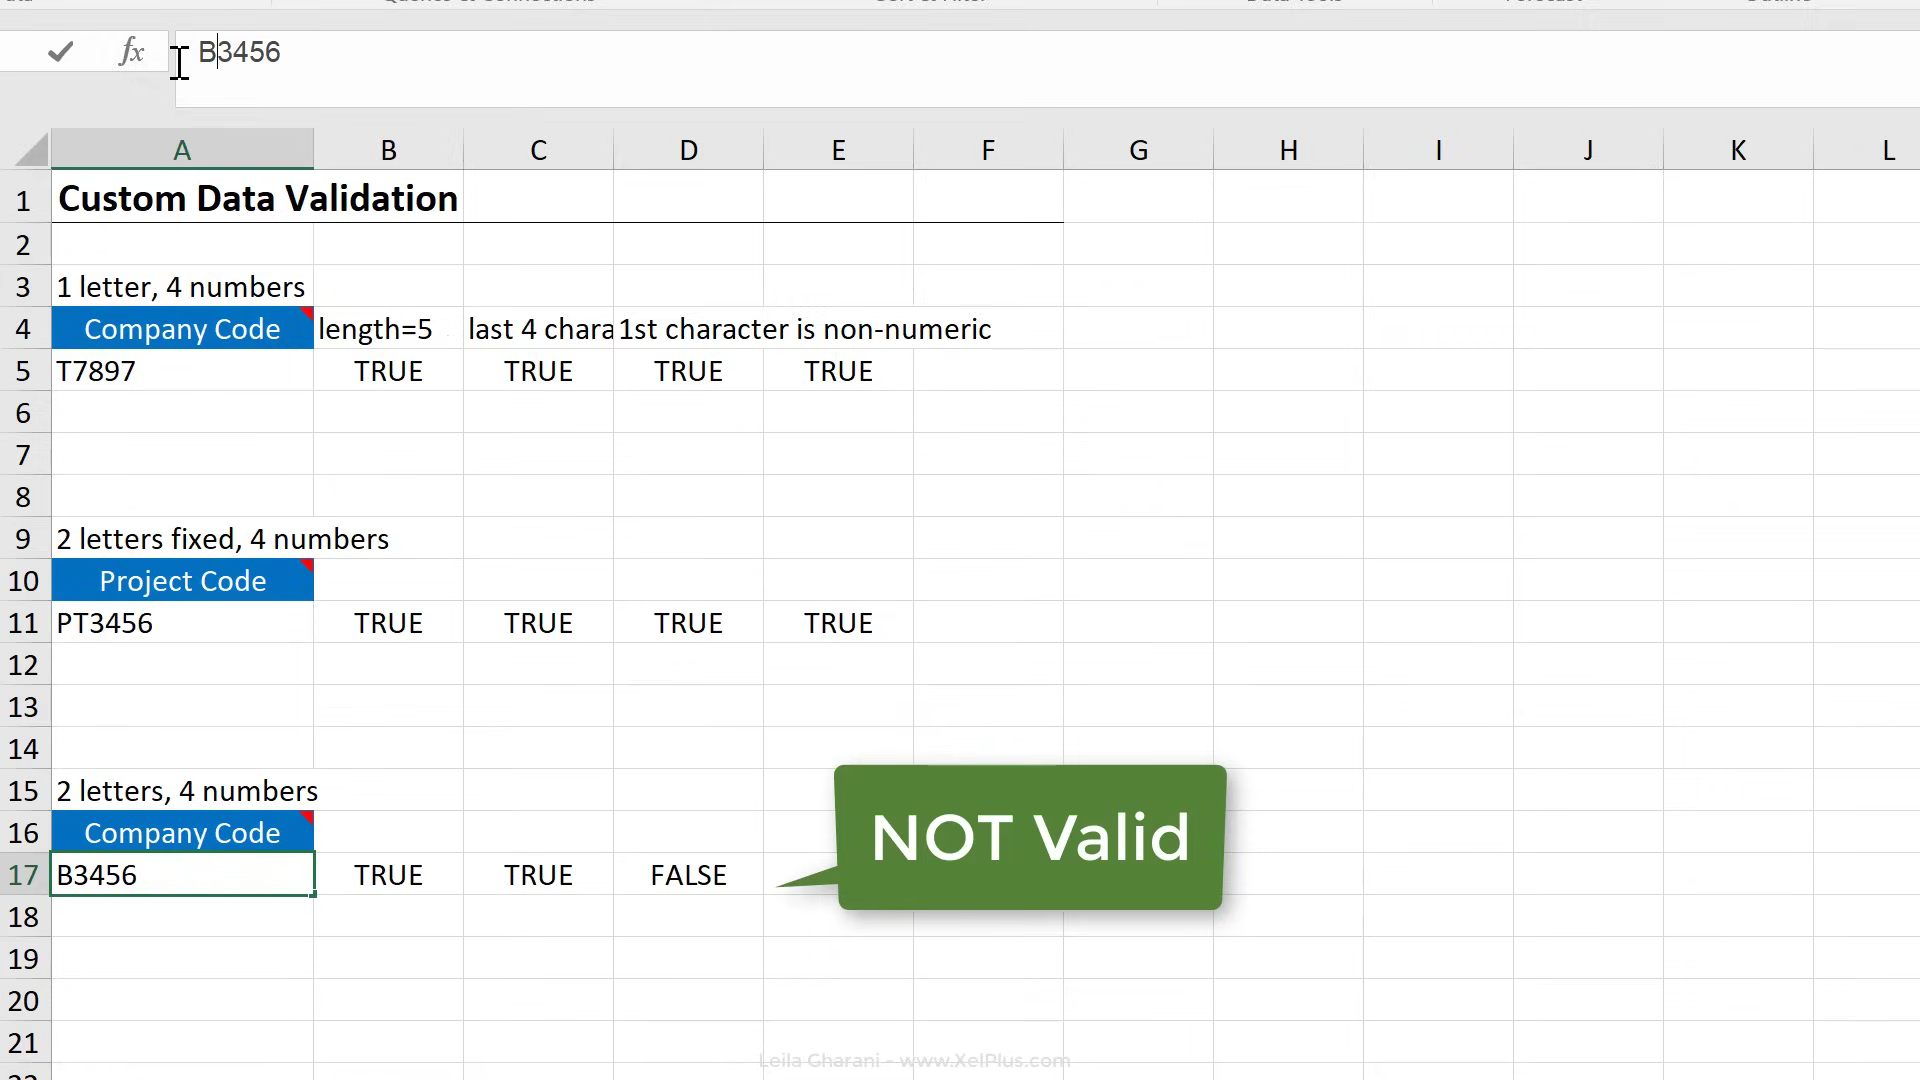 B3456
fx
A B C D E F G H I J K L
1 Custom Data Validation
2
3 1 letter, 4 numbers
4 Company Code length=5 last 4 chara 1st character is non-numeric
5 T7897 TRUE TRUE TRUE TRUE
6
7
8
9 2 letters fixed, 4 numbers
10 Project Code
11 PT3456 TRUE TRUE TRUE TRUE
12
13
14
15 2 letters, 4 numbers
16 Company Code
NOT Valid
17 B3456 TRUE TRUE FALSE
18
19
20
21
Leila Gharani - www.XelPlus.com